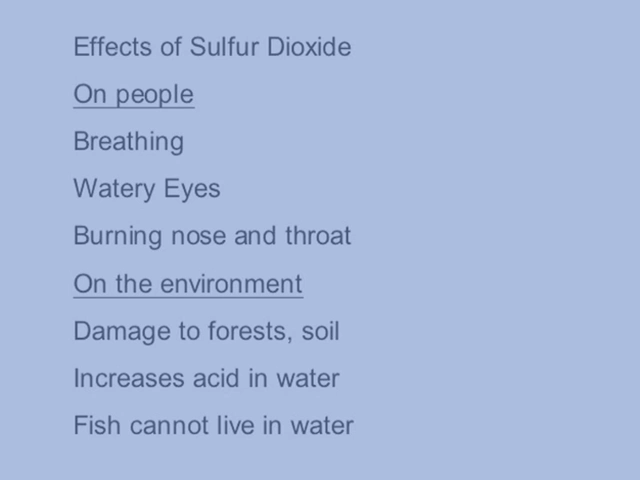 Effects of Sulfur Dioxide
On people
Breathing
Watery Eyes
Burning nose and throat
On the environment
Damage to forests, soil
Increases acid in water
Fish cannot live in water